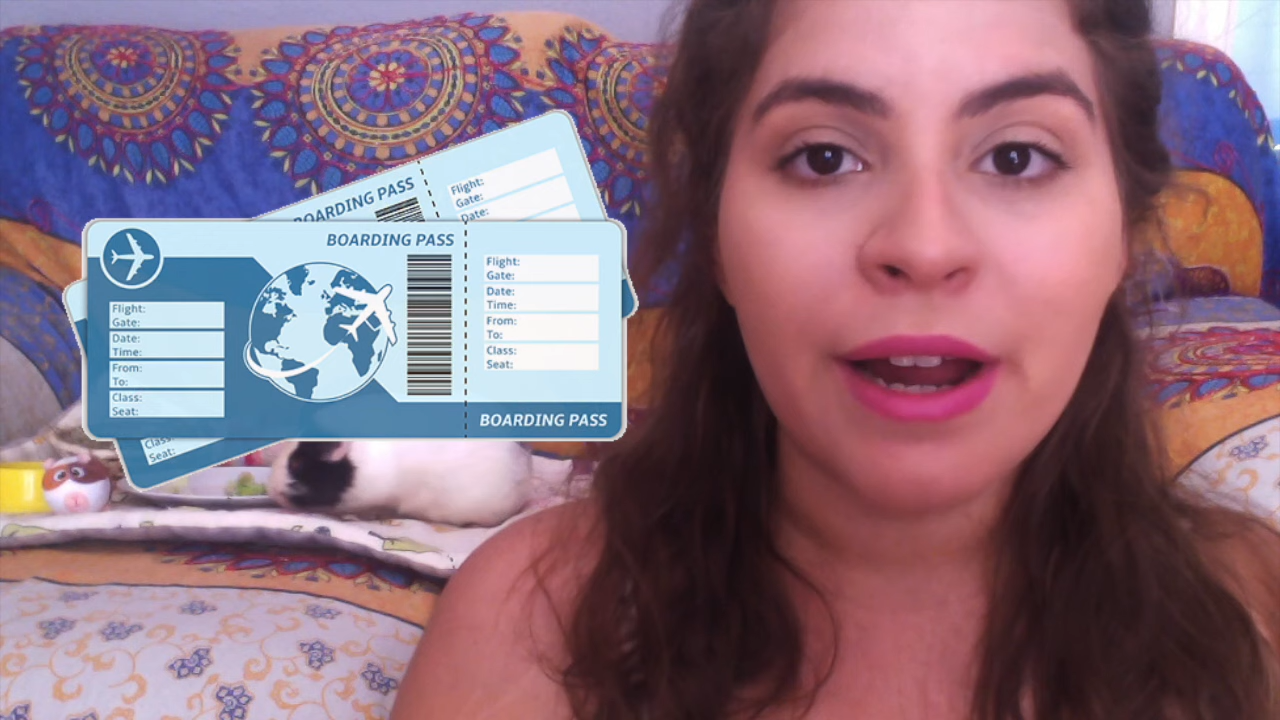 BOARDING PASS
Flight:
Gate:
Date:
BOARDING PASS
Flight:
Gate:
Date:
Time:
From:
To:
Class:
Seat:
Flight:
Gate:
Date:
Time:
From:
To:
Class:
Seat:
BOARDING PASS
Class:
Seat: